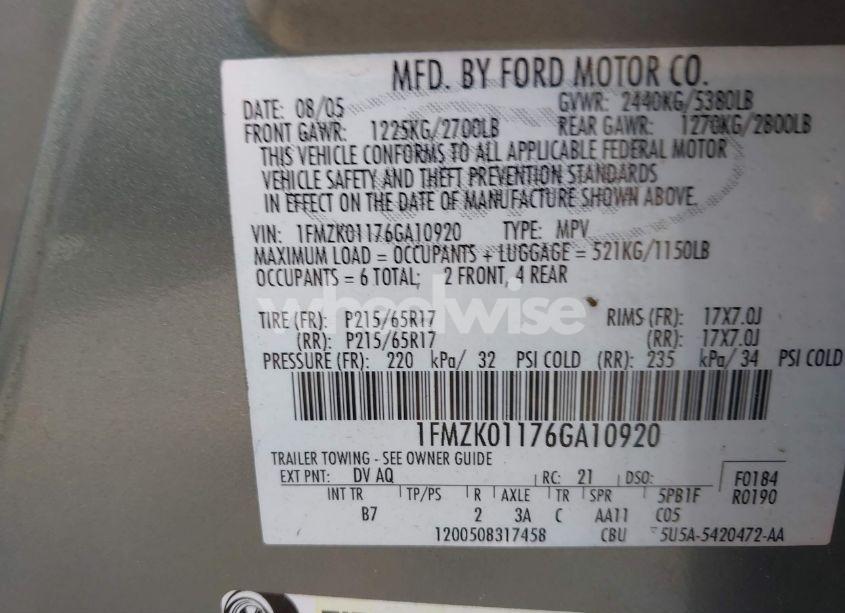 MFD. BY FORD MOTOR CO.
DATE: 08/05 GVWR: 2440KG/5380LB
FRONT GAWR: 1225KG/2700LB REAR GAWR: 1270KG/2800LB
THIS VEHICLE CONFORMS TO ALL APPLICABLE FEDERAL MOTOR
VEHICLE SAFETY AND THEFT PREVENTION STANDARDS
IN EFFECT ON THE DATE OF MANUFACTURE SHOWN ABOVE.
VIN: 1FMZK01176GA10920 TYPE: MPV
MAXIMUM LOAD = OCCUPANTS + LUGGAGE = 521KG/1150LB
OCCUPANTS = 6 TOTAL; 2 FRONT, 4 REAR
wheelwise
TIRE (FR): P215/65R17 RIMS (FR): 17X7.0J
(RR): P215/65R17 (RR): 17X7.0J
PRESSURE (FR): 220 kPa/ 32 PSI COLD (RR): 235 kPa/ 34 PSI COLD
1FMZK01176GA10920
TRAILER TOWING - SEE OWNER GUIDE
EXT PNT: DV AQ RC: 21 DSO: F0184
INT TR TP/PS R AXLE TR SPR 5PB1F R0190
B7 2 3A C AA11 C05
1200508317458 CBU 5U5A-5420472-AA